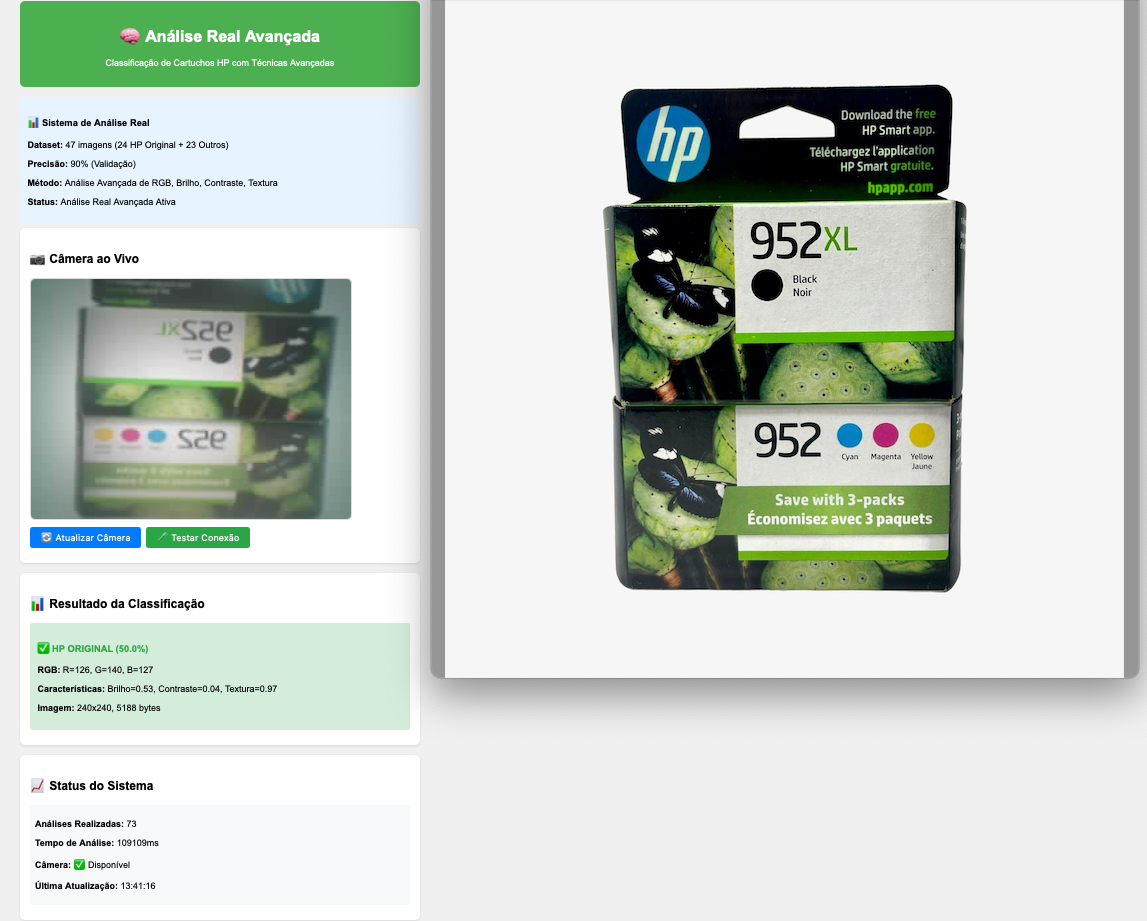 Análise Real Avançada
Classificação de Cartuchos HP com Técnicas Avançadas
Sistema de Análise Real
Dataset: 47 imagens (24 HP Original + 23 Outros)
Precisão: 90% (Validação)
Método: Análise Avançada de RGB, Brilho, Contraste, Textura
Status: Análise Real Avançada Ativa
Câmera ao Vivo
hp
952XL
Black
Noir
952
Atualizar Câmera
Testar Conexão
Resultado da Classificação
HP ORIGINAL (50.0%)
RGB: R=126, G=140, B=127
Características: Brilho=0.53, Contraste=0.04, Textura=0.97
Imagem: 240x240, 5188 bytes
Status do Sistema
Análises Realizadas: 73
Tempo de Análise: 109109ms
Câmera: Disponível
Última Atualização: 13:41:16
hp
Download the free
HP Smart app.
Téléchargez l'application
HP Smart gratuite.
hpapp.com
952XL
Black
Noir
952
Cyan
Magenta
Yellow
Jaune
Save with 3-packs
Économisez avec 3 paquets